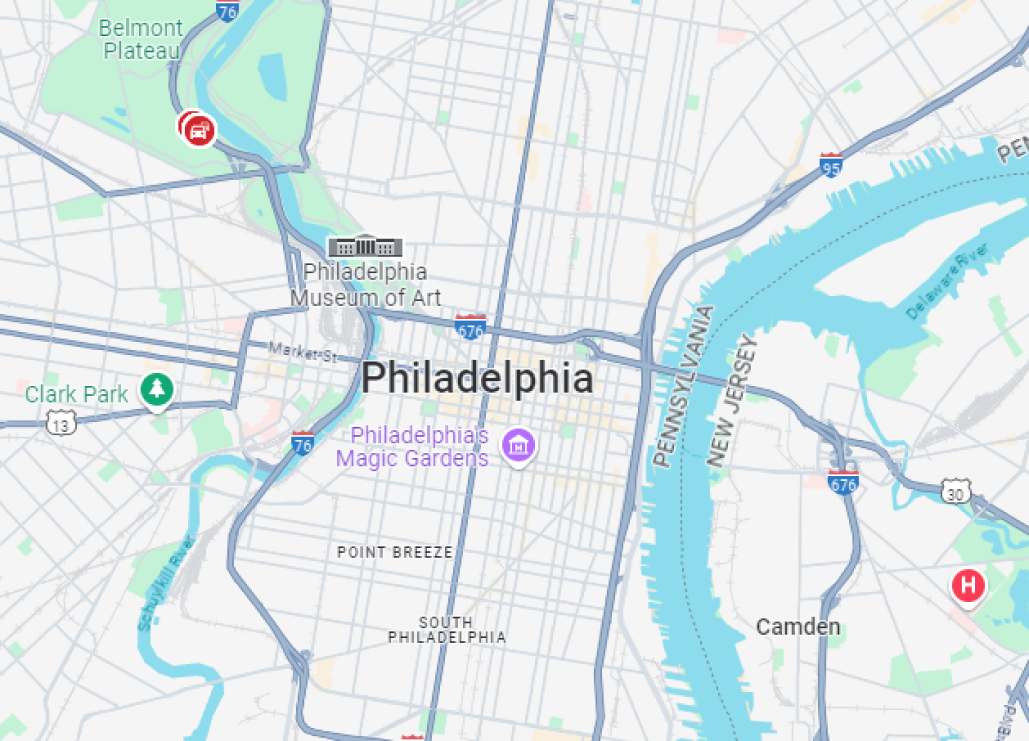 76
Belmont
Plateau
95
PEN
Philadelphia
Museum of Art
Delaware River
676
Market St
PENNSYLVANIA
NEW JERSEY
Philadelphia
Clark Park
13
76
Philadelphia's
Magic Gardens
676
30
POINT BREEZE
Schuylkill River
H
SOUTH
PHILADELPHIA
Camden
Blvd